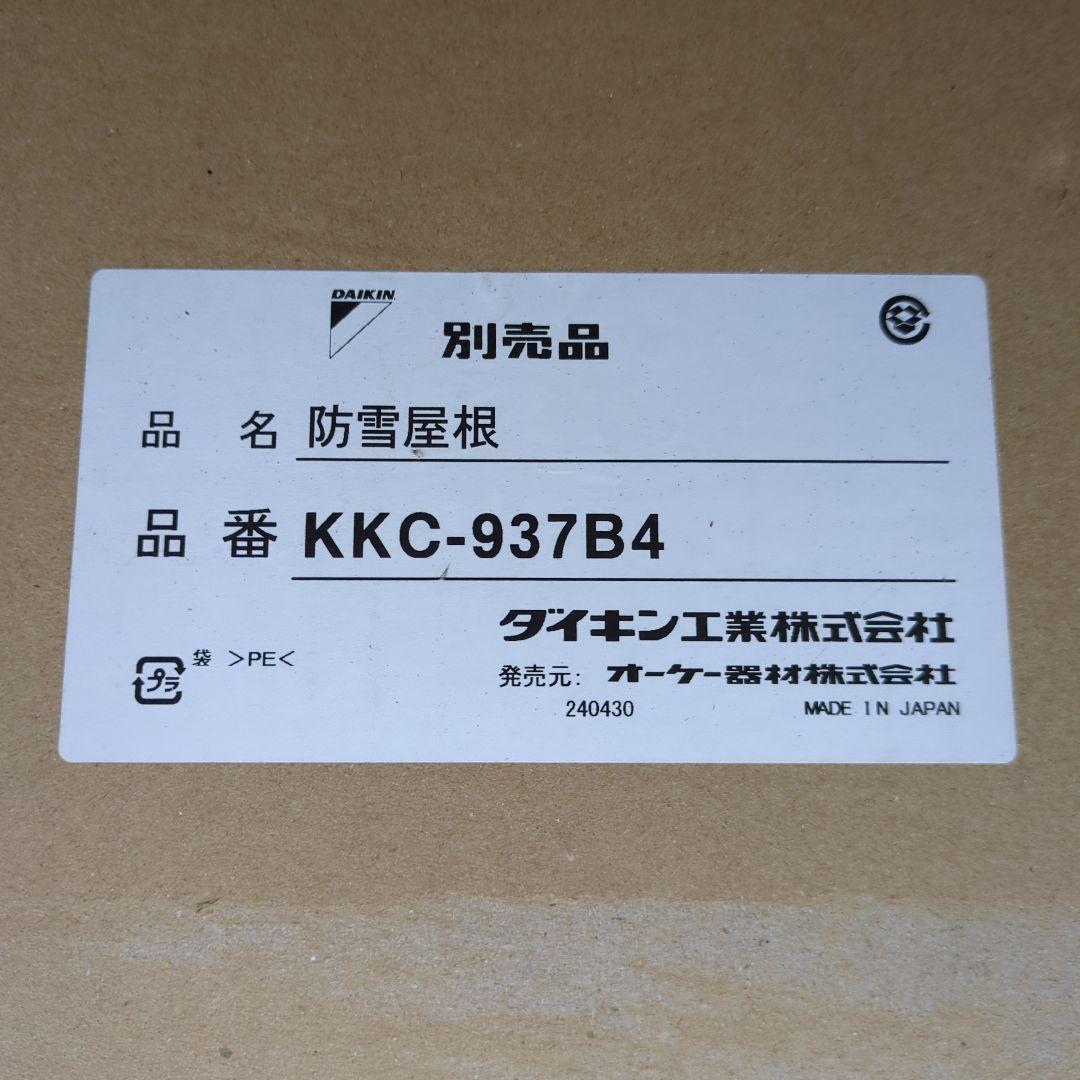 DAIKIN
別売品
品 名 防雪屋根
品 番 KKC-937B4
ダイキン工業株式会社
プラ 袋 >PE<
発売元: オーケー器材株式会社
240430 MADE IN JAPAN